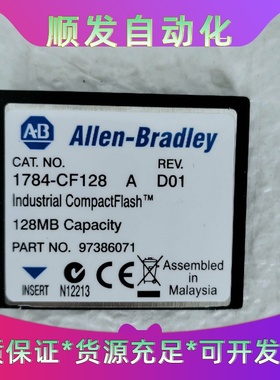 顺发自动化
AB Allen-Bradley
CAT. NO. REV.
1784-CF128 A D01
Industrial CompactFlash™
128MB Capacity
PART NO. 97386071
INSERT N12213 CE Assembled in
Malaysia
质保证*货源充足*可开发